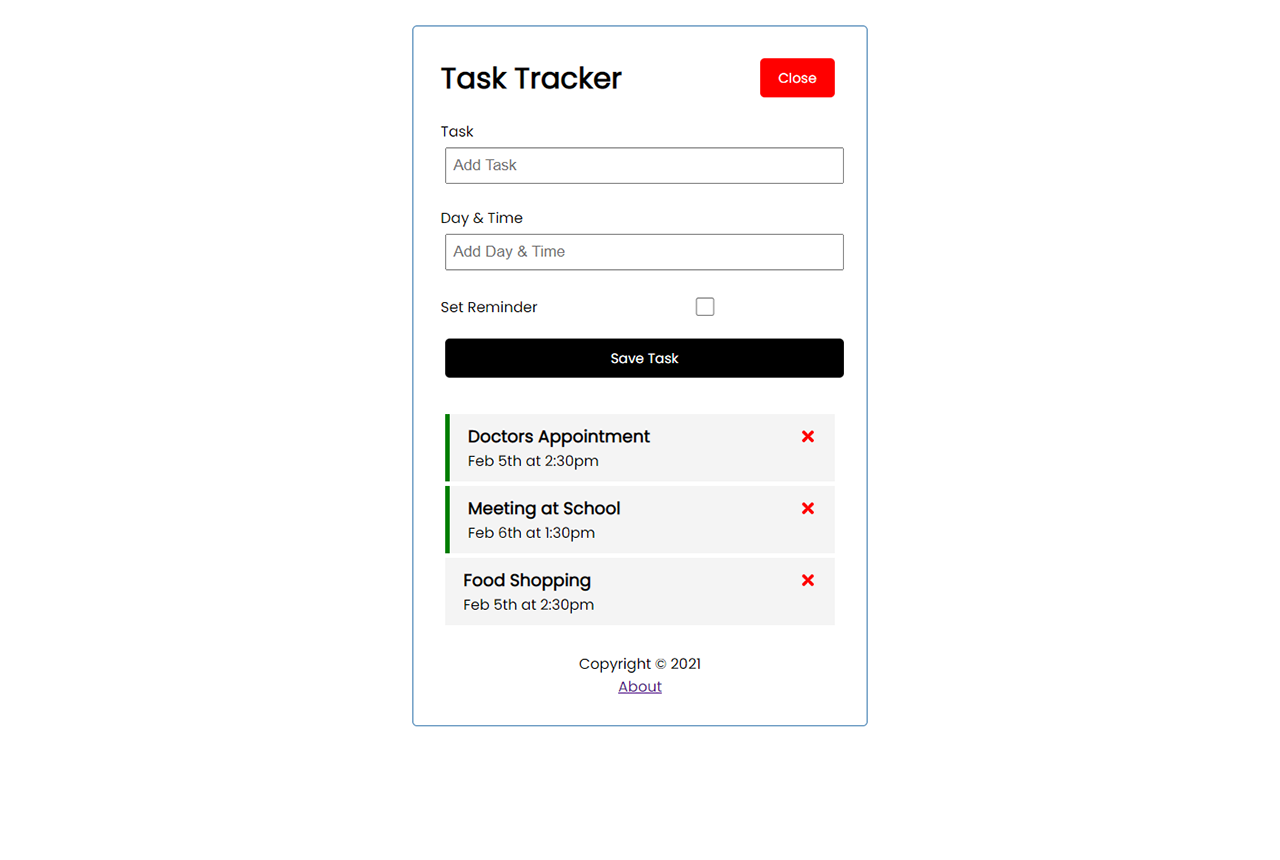 Task Tracker
Close
Task
Add Task
Day & Time
Add Day & Time
Set Reminder
Save Task
Doctors Appointment
Feb 5th at 2:30pm
Meeting at School
Feb 6th at 1:30pm
Food Shopping
Feb 5th at 2:30pm
Copyright © 2021
About